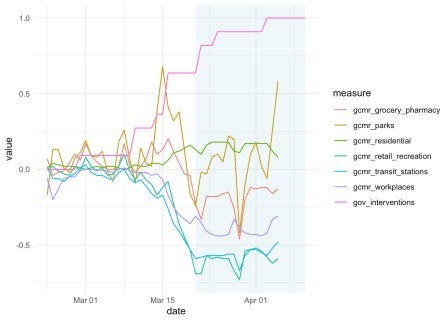 1.0
0.5
0.0
-0.5
value
Mar 01
Mar 15
Apr 01
date
measure
gcmr_grocery_pharmacy
gcmr_parks
gcmr_residential
gcmr_retail_recreation
gcmr_transit_stations
gcmr_workplaces
gov_interventions